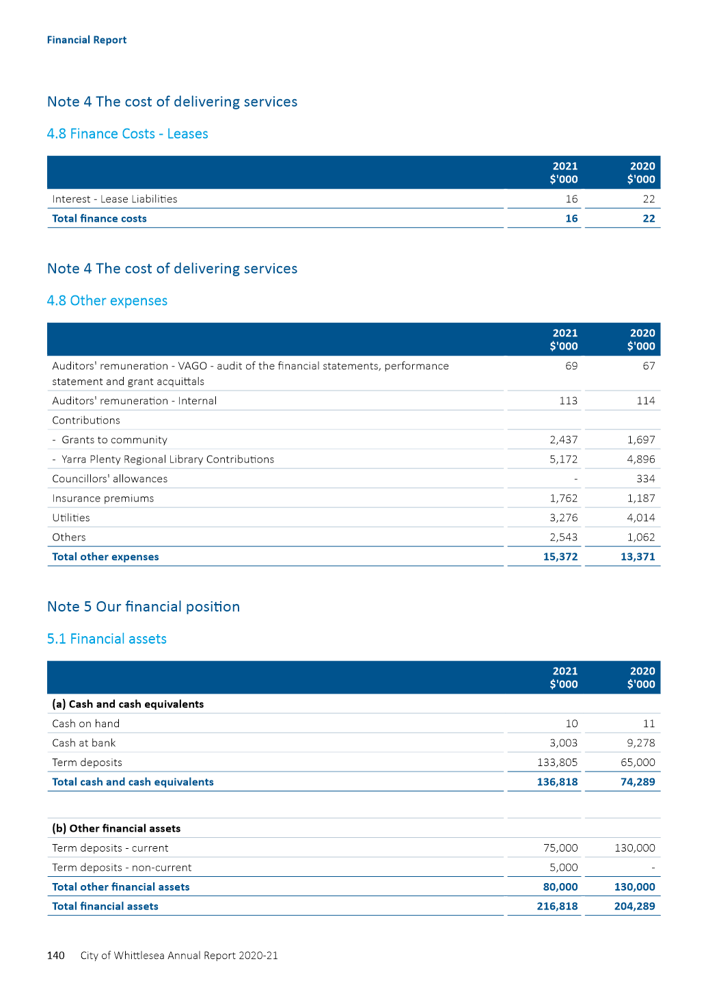 Financial Report
Note 4 The cost of delivering services
4.8 Finance Costs - Leases
2021 2020
$'000 $'000
Interest - Lease Liabilities 16 22
Total finance costs 16 22
Note 4 The cost of delivering services
4.8 Other expenses
2021 2020
$'000 $'000
Auditors' remuneration - VAGO - audit of the financial statements, performance 69 67
statement and grant acquittals
Auditors' remuneration - Internal 113 114
Contributions
- Grants to community 2,437 1,697
- Yarra Plenty Regional Library Contributions 5,172 4,896
Councillors' allowances - 334
Insurance premiums 1,762 1,187
Utilities 3,276 4,014
Others 2,543 1,062
Total other expenses 15,372 13,371
Note 5 Our financial position
5.1 Financial assets
2021 2020
$'000 $'000
(a) Cash and cash equivalents
Cash on hand 10 11
Cash at bank 3,003 9,278
Term deposits 133,805 65,000
Total cash and cash equivalents 136,818 74,289
(b) Other financial assets
Term deposits - current 75,000 130,000
Term deposits - non-current 5,000 -
Total other financial assets 80,000 130,000
Total financial assets 216,818 204,289
140 City of Whittlesea Annual Report 2020-21